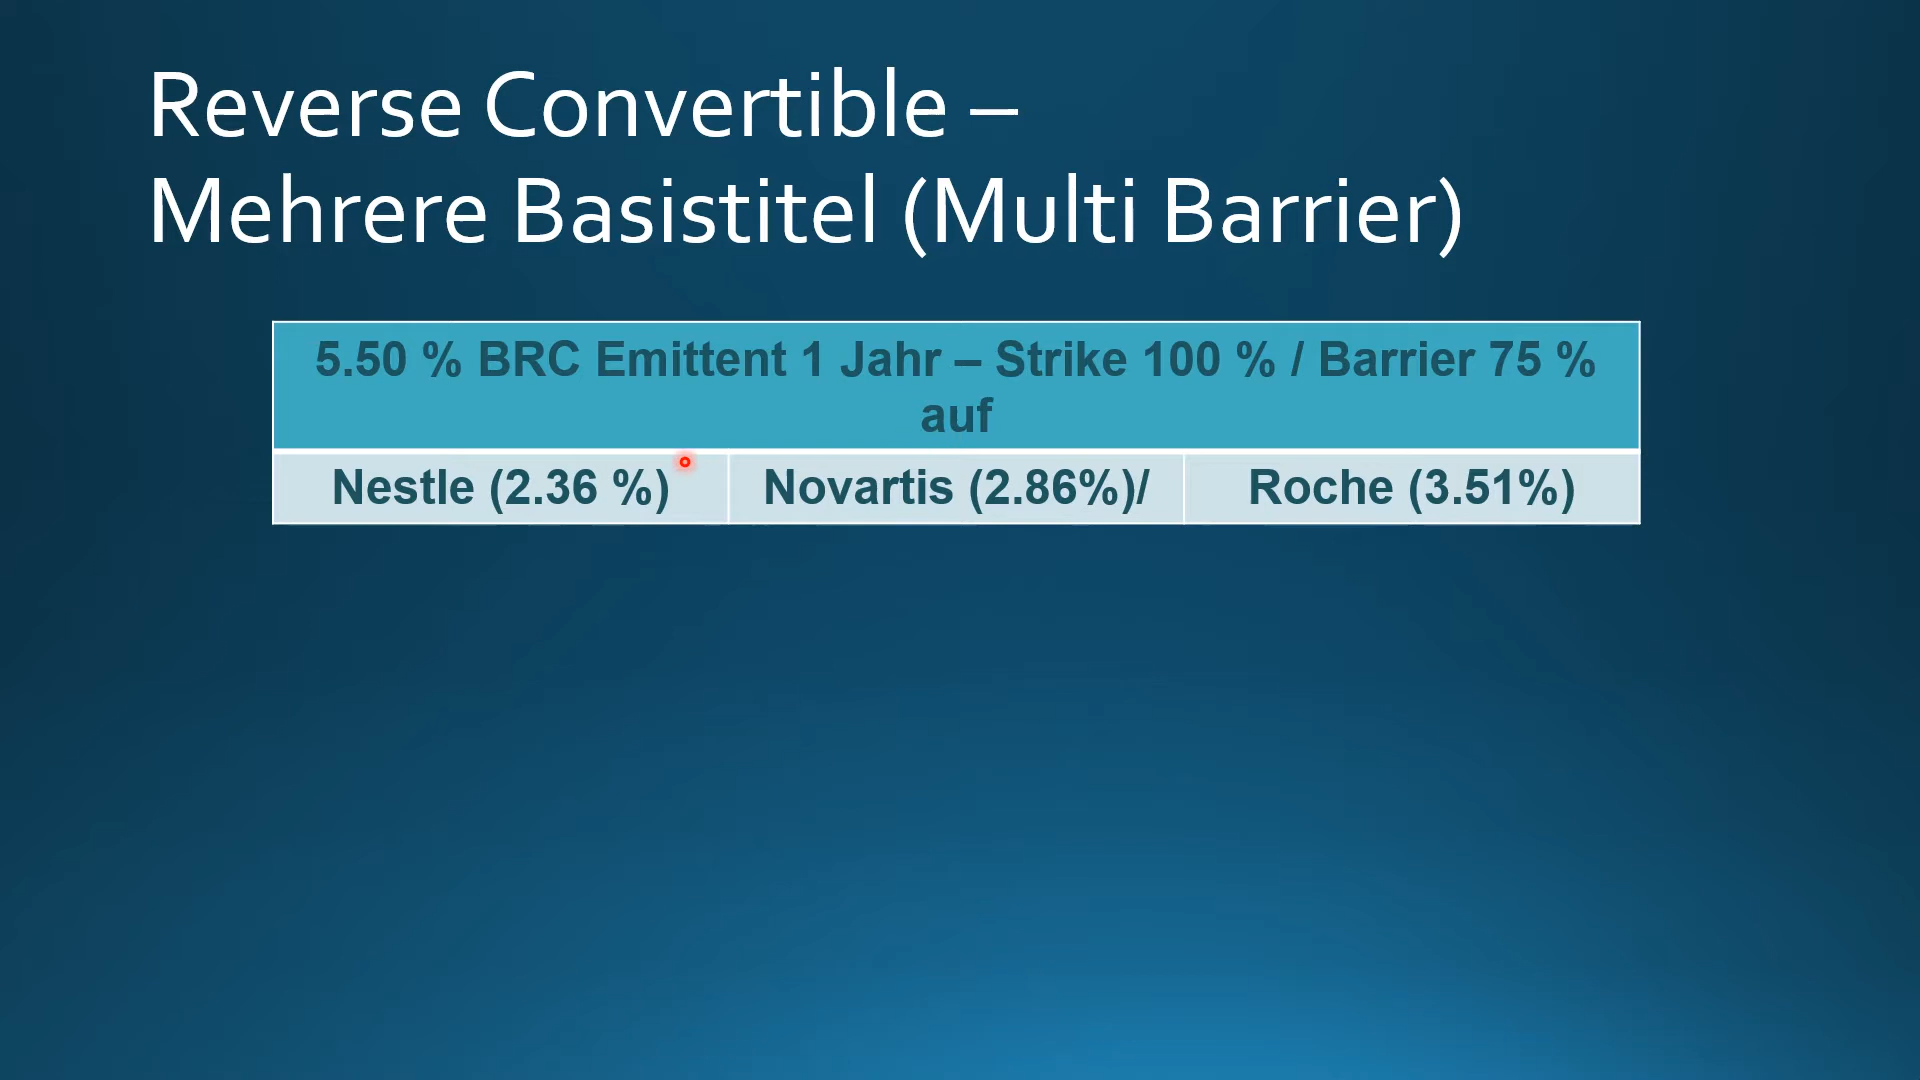 Reverse Convertible –
Mehrere Basistitel (Multi Barrier)
5.50 % BRC Emittent 1 Jahr – Strike 100 % / Barrier 75 %
auf
Nestle (2.36 %)
Novartis (2.86%)/
Roche (3.51%)